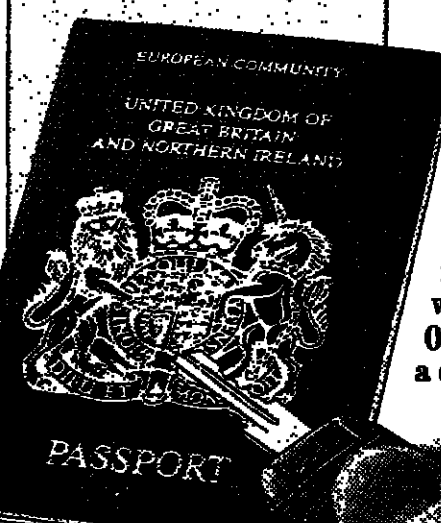 EUROPEAN COMMUNITY
UNITED KINGDOM OF
GREAT BRITAIN
AND NORTHERN IRELAND
PASSPORT
a